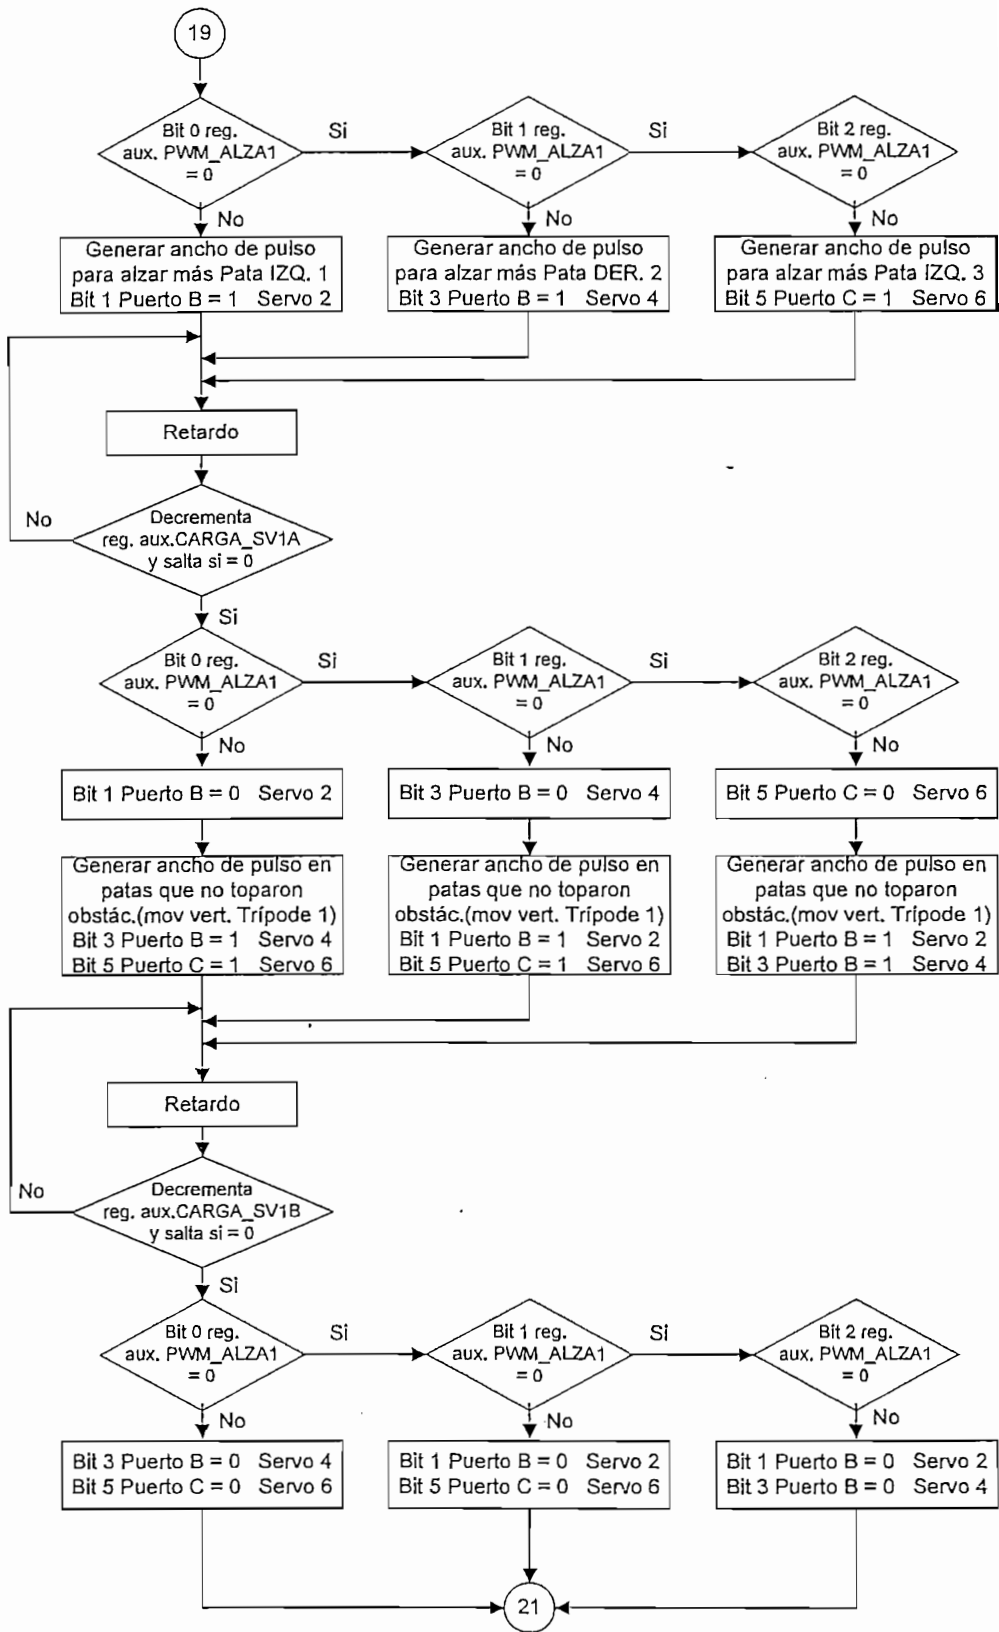 19
Bit 0 reg.
aux. PWM_ALZA1
= 0
Si
Bit 1 reg.
aux. PWM_ALZA1
= 0
Si
Bit 2 reg.
aux. PWM_ALZA1
= 0
No
No
No
Generar ancho de pulso
para alzar más Pata IZQ. 1
Bit 1 Puerto B = 1 Servo 2
Generar ancho de pulso
para alzar más Pata DER. 2
Bit 3 Puerto B = 1 Servo 4
Generar ancho de pulso
para alzar más Pata IZQ. 3
Bit 5 Puerto C = 1 Servo 6
Retardo
No
Decrementa
reg. aux.CARGA_SV1A
y salta si = 0
Si
Bit 0 reg.
aux. PWM_ALZA1
= 0
Si
Bit 1 reg.
aux. PWM_ALZA1
= 0
Si
Bit 2 reg.
aux. PWM_ALZA1
= 0
No
No
No
Bit 1 Puerto B = 0 Servo 2
Bit 3 Puerto B = 0 Servo 4
Bit 5 Puerto C = 0 Servo 6
Generar ancho de pulso en
patas que no toparon
obstác.(mov vert. Trípode 1)
Bit 3 Puerto B = 1 Servo 4
Bit 5 Puerto C = 1 Servo 6
Generar ancho de pulso en
patas que no toparon
obstác.(mov vert. Trípode 1)
Bit 1 Puerto B = 1 Servo 2
Bit 5 Puerto C = 1 Servo 6
Generar ancho de pulso en
patas que no toparon
obstác.(mov vert. Trípode 1)
Bit 1 Puerto B = 1 Servo 2
Bit 3 Puerto B = 1 Servo 4
Retardo
No
Decrementa
reg. aux.CARGA_SV1B
y salta si = 0
Si
Bit 0 reg.
aux. PWM_ALZA1
= 0
Si
Bit 1 reg.
aux. PWM_ALZA1
= 0
Si
Bit 2 reg.
aux. PWM_ALZA1
= 0
No
No
No
Bit 3 Puerto B = 0 Servo 4
Bit 5 Puerto C = 0 Servo 6
Bit 1 Puerto B = 0 Servo 2
Bit 5 Puerto C = 0 Servo 6
Bit 1 Puerto B = 0 Servo 2
Bit 3 Puerto B = 0 Servo 4
21